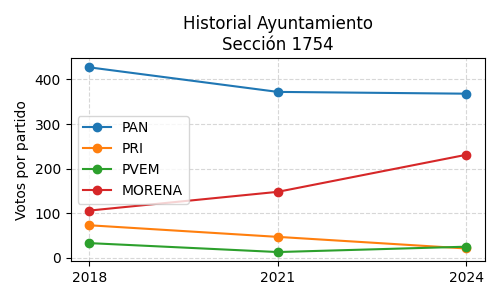 Historial Ayuntamiento
Sección 1754
Votos por partido
400
300
200
100
0
PAN
PRI
PVEM
MORENA
2018
2021
2024